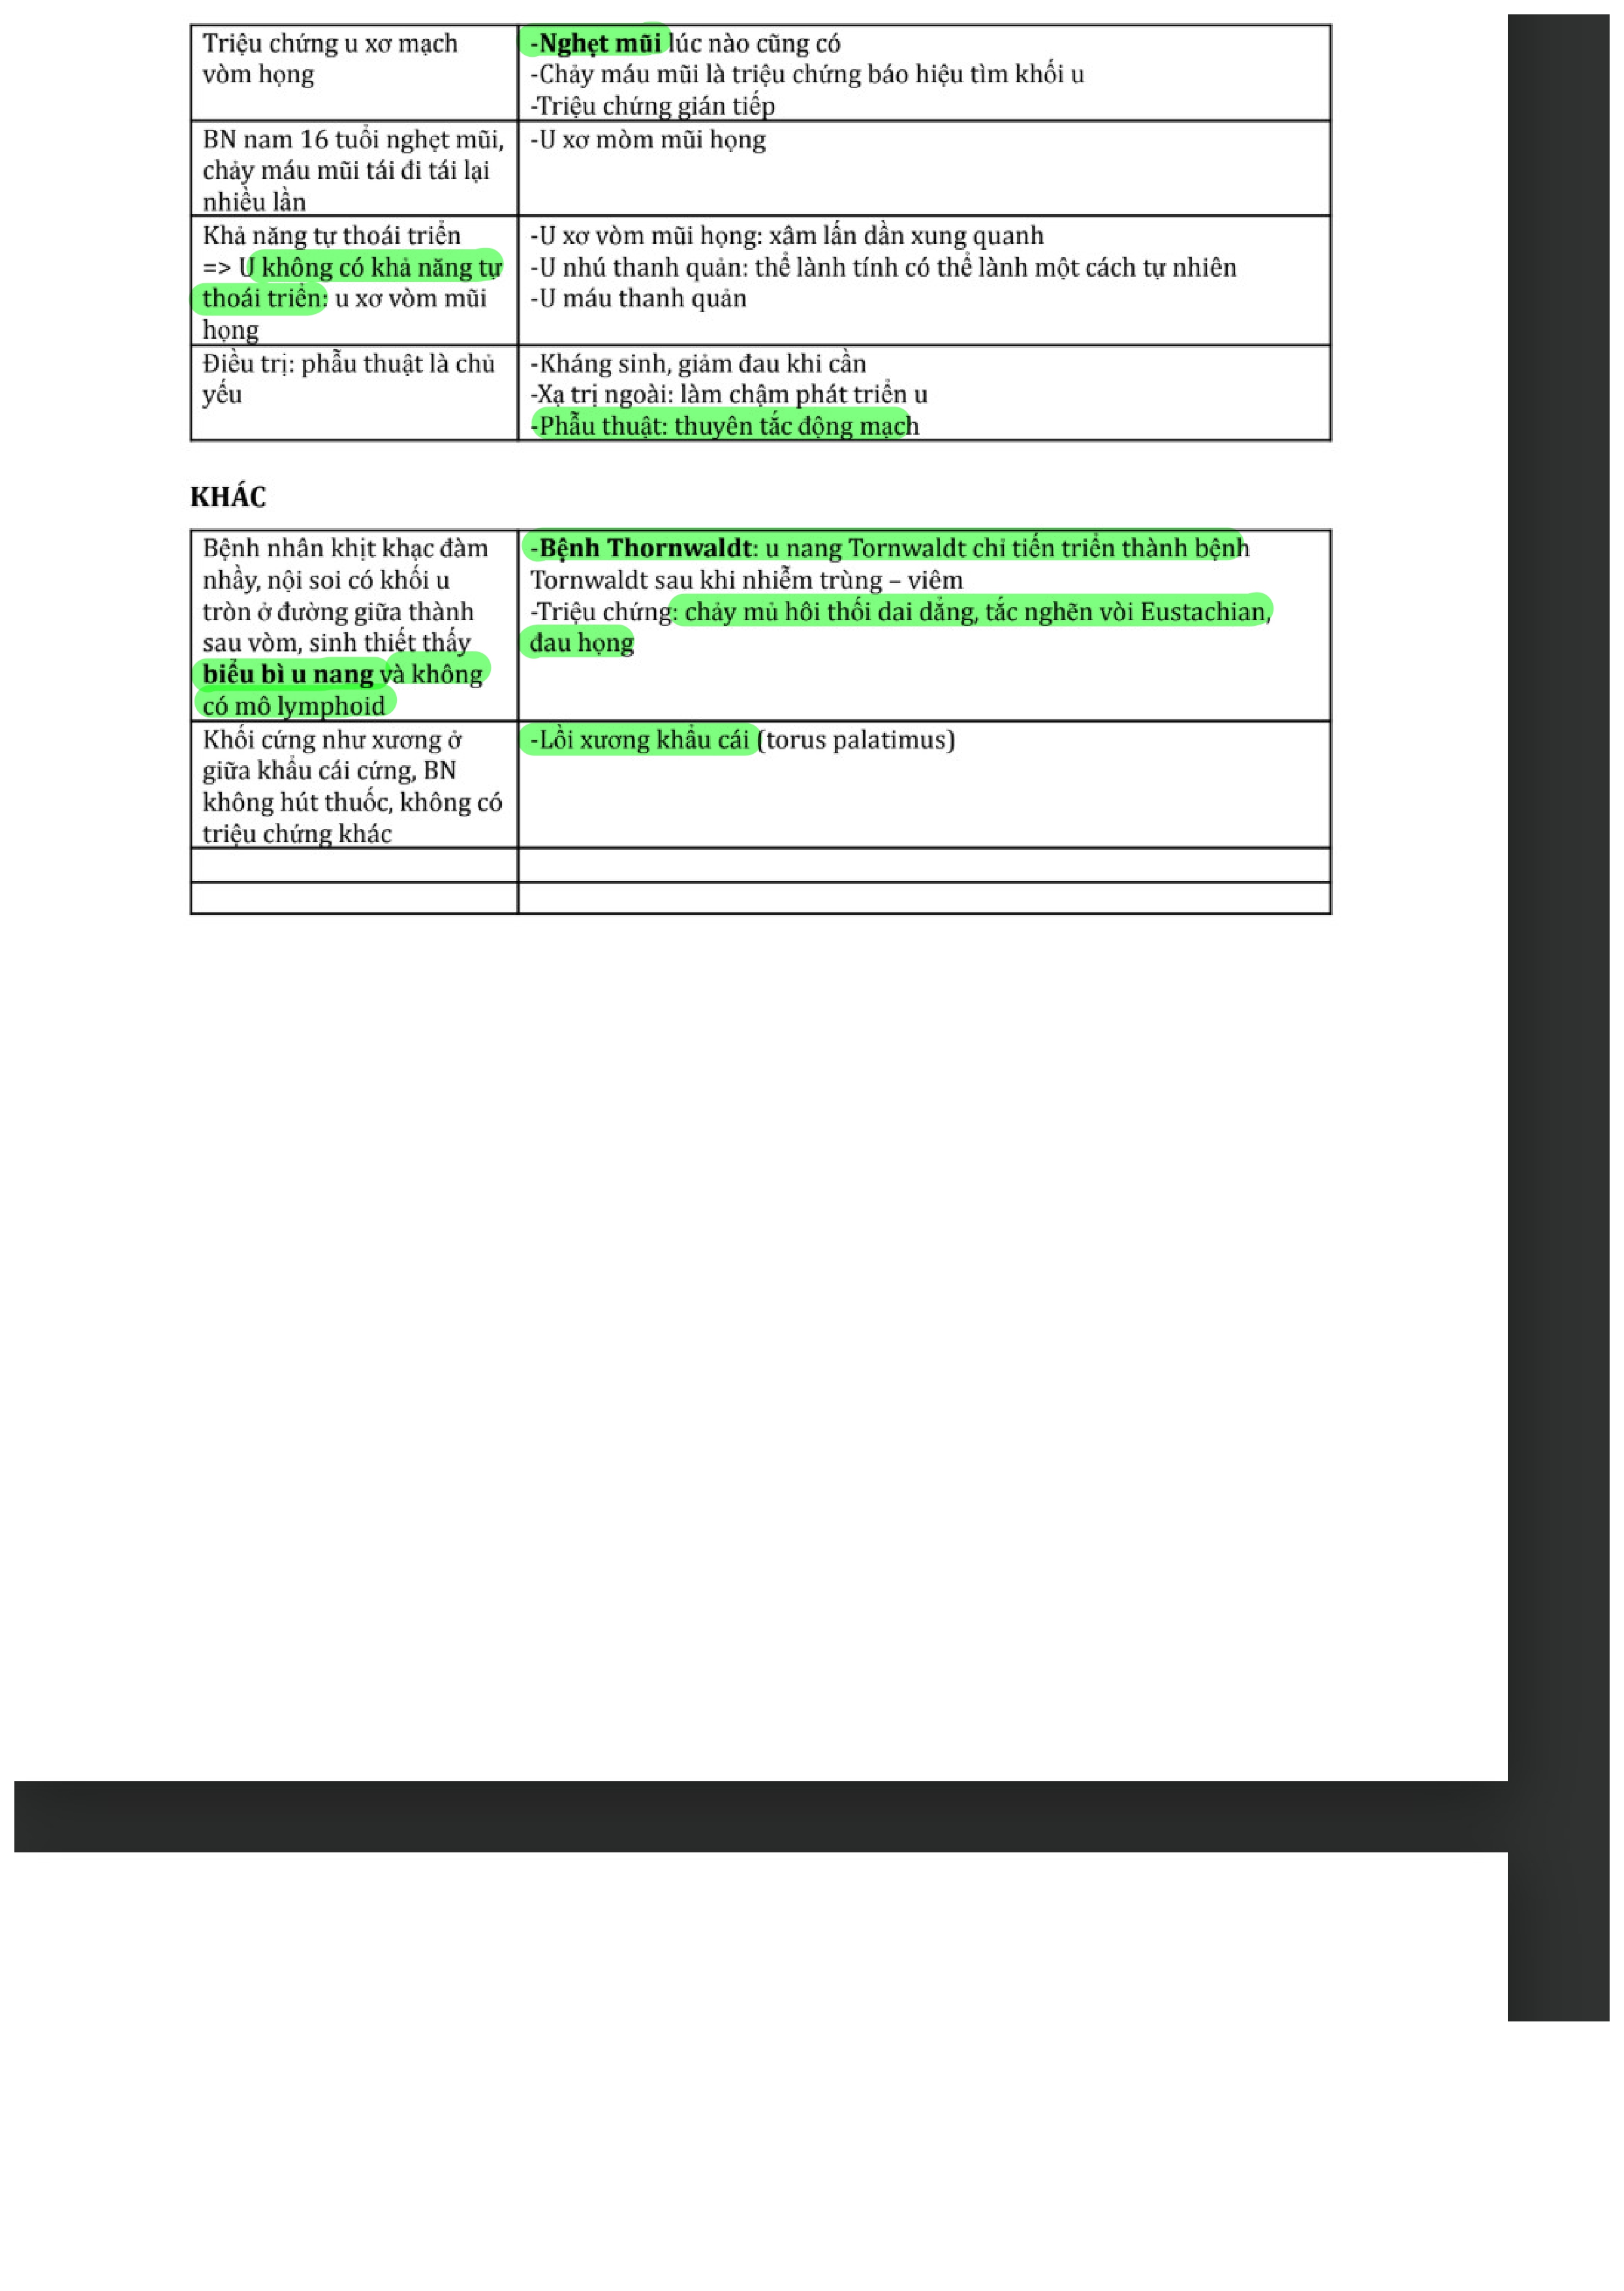 Triệu chứng u xơ mạch
vòm họng
-Nghẹt mũi lúc nào cũng có
-Chảy máu mũi là triệu chứng báo hiệu tìm khối u
-Triệu chứng gián tiếp
BN nam 16 tuổi nghẹt mũi,
chảy máu mũi tái đi tái lại
nhiều lần
-U xơ mòm mũi họng
Khả năng tự thoái triển
=> U không có khả năng tự
thoái triển: u xơ vòm mũi
họng
-U xơ vòm mũi họng: xâm lấn dần xung quanh
-U nhú thanh quản: thể lành tính có thể lành một cách tự nhiên
-U máu thanh quản
Điều trị: phẫu thuật là chủ
yếu
-Kháng sinh, giảm đau khi cần
-Xạ trị ngoài: làm chậm phát triển u
-Phẫu thuật: thuyên tắc động mạch
KHÁC
Bệnh nhân khịt khạc đàm
nhầy, nội soi có khối u
tròn ở đường giữa thành
sau vòm, sinh thiết thấy
biểu bì u nang và không
có mô lymphoid
-Bệnh Thornwaldt: u nang Tornwaldt chỉ tiến triển thành bệnh
Tornwaldt sau khi nhiễm trùng – viêm
-Triệu chứng: chảy mủ hôi thối dai dẳng, tắc nghẽn vòi Eustachian,
đau họng
Khối cứng như xương ở
giữa khẩu cái cứng, BN
không hút thuốc, không có
triệu chứng khác
-Lồi xương khẩu cái (torus palatimus)